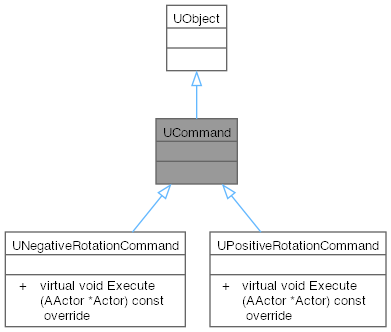 UObject
UCommand
UNegativeRotationCommand
+ virtual void Execute
(AActor *Actor) const
override
UPositiveRotationCommand
+ virtual void Execute
(AActor *Actor) const
override